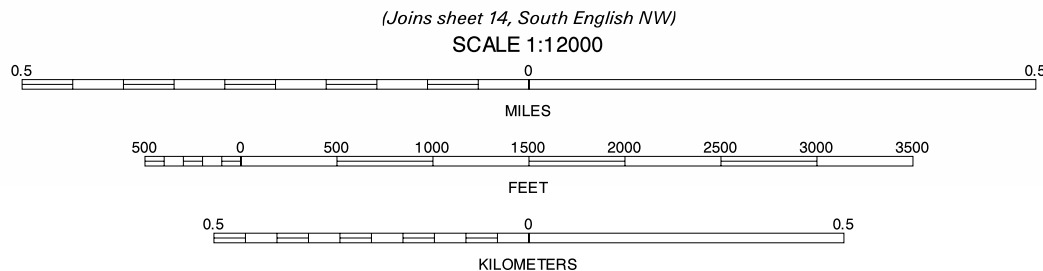 (Joins sheet 14, South English NW)
SCALE 1:12000
0.5 0 0.5
MILES
500 0 500 1000 1500 2000 2500 3000 3500
FEET
0.5 0 0.5
KILOMETERS